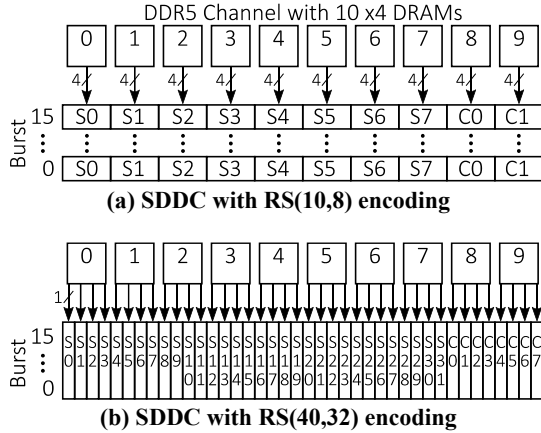 DDR5 Channel with 10 x4 DRAMs
0 1 2 3 4 5 6 7 8 9
4 4 4 4 4 4 4 4 4 4
15 S0 S1 S2 S3 S4 S5 S6 S7 C0 C1
Burst
0 S0 S1 S2 S3 S4 S5 S6 S7 C0 C1
(a) SDDC with RS(10,8) encoding
0 1 2 3 4 5 6 7 8 9
1
15
Burst
0
S0 S1 S2 S3 S4 S5 S6 S7 S8 S9 S10 S11 S12 S13 S14 S15 S16 S17 S18 S19 S20 S21 S22 S23 S24 S25 S26 S27 S28 S29 S30 S31 C0 C1 C2 C3 C4 C5 C6 C7
(b) SDDC with RS(40,32) encoding